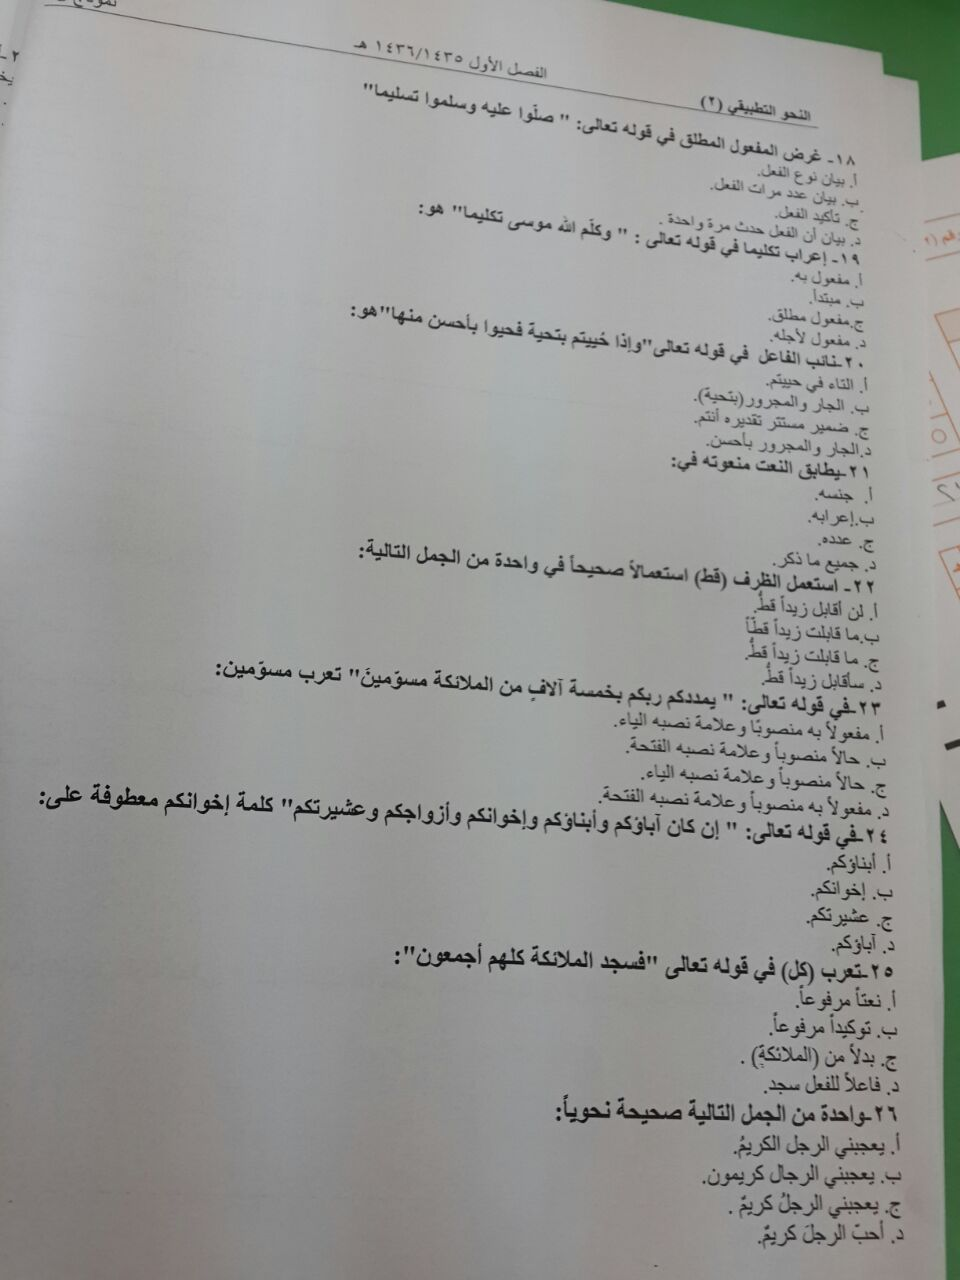 الفصل الأول ١٤٣٦/١٤٣٥ هـ
النحو التطبيقي (٢)
١٨- غرض المفعول المطلق في قوله تعالى: " صلّوا عليه وسلموا تسليما"
أ. بيان نوع الفعل.
ب. بيان عدد مرات الفعل.
ج. تأكيد الفعل.
د. بيان أن الفعل حدث مرة واحدة .
١٩- إعراب تكليما في قوله تعالى : " وكلّم الله موسى تكليما" هو:
أ. مفعول به.
ب. مبتدأ.
ج.مفعول مطلق.
د. مفعول لأجله.
٢٠-نائب الفاعل في قوله تعالى"وإذا حُييتم بتحية فحيوا بأحسن منها"هو:
أ. التاء في حييتم.
ب. الجار والمجرور(بتحية).
ج. ضمير مستتر تقديره أنتم.
د.الجار والمجرور بأحسن.
٢١-يطابق النعت منعوته في:
أ. جنسه.
ب.إعرابه.
ج. عدده.
د. جميع ما ذكر.
٢٢- استعمل الظرف (قط) استعمالاً صحيحاً في واحدة من الجمل التالية:
أ. لن أقابل زيداً قطُّ.
ب.ما قابلت زيداً قطّاً
ج. ما قابلت زيداً قطُّ.
د. سأقابل زيداً قطُّ.
٢٣-في قوله تعالى: " يمددكم ربكم بخمسة آلافٍ من الملائكة مسوّمينَ" تعرب مسوّمين:
أ. مفعولاً به منصوبًا وعلامة نصبه الياء.
ب. حالاً منصوباً وعلامة نصبه الفتحة.
ج. حالاً منصوباً وعلامة نصبه الياء.
د. مفعولاً به منصوباً وعلامة نصبه الفتحة.
٢٤-في قوله تعالى: " إن كان آباؤكم وأبناؤكم وإخوانكم وأزواجكم وعشيرتكم" كلمة إخوانكم معطوفة على:
أ. أبناؤكم.
ب. إخوانكم.
ج. عشيرتكم.
د. آباؤكم.
٢٥-تعرب (كل) في قوله تعالى "فسجد الملائكة كلهم أجمعون":
أ. نعتاً مرفوعاً.
ب. توكيداً مرفوعاً.
ج. بدلاً من (الملائكةِ) .
د. فاعلاً للفعل سجد.
٢٦-واحدة من الجمل التالية صحيحة نحوياً:
أ. يعجبني الرجل الكريمُ.
ب. يعجبني الرجال كريمون.
ج. يعجبني الرجلُ كريمٌ .
د. أحبّ الرجلَ كريمٌ.